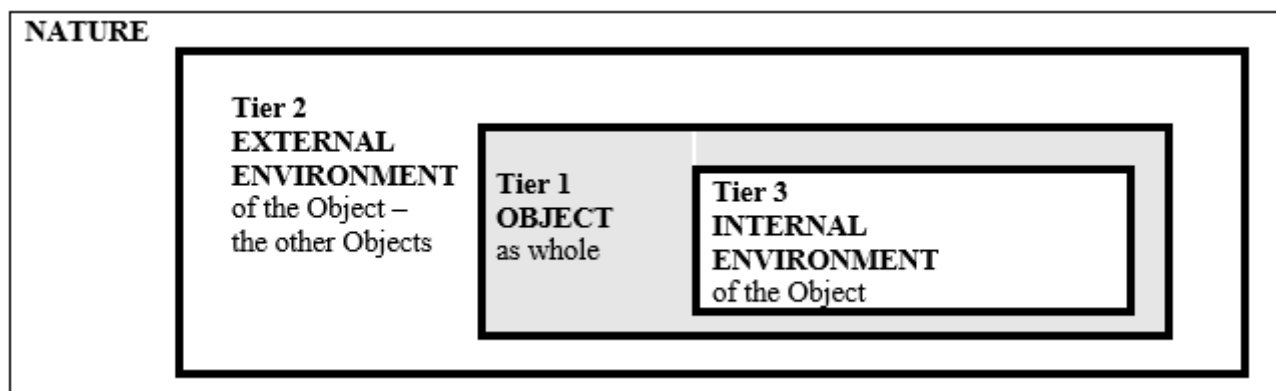 NATURE
Tier 2
EXTERNAL
ENVIRONMENT
of the Object –
the other Objects
Tier 1
OBJECT
as whole
Tier 3
INTERNAL
ENVIRONMENT
of the Object